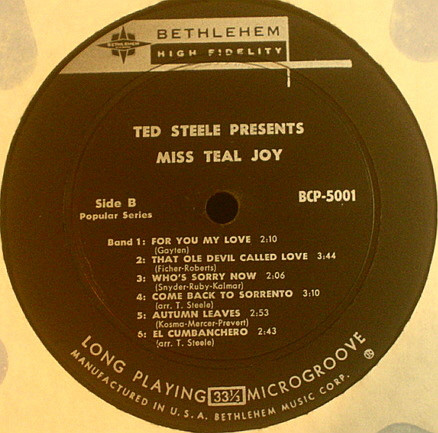 BETHLEHEM
BETHLEHEM
HIGH FIDELITY
TED STEELE PRESENTS
MISS TEAL JOY
Side B
Popular Series
BCP-5001
Band 1: FOR YOU MY LOVE 2:10
(Gayten)
2: THAT OLE DEVIL CALLED LOVE 3:44
(Ficher-Roberts)
3: WHO'S SORRY NOW 2:06
(Snyder-Ruby-Kalmar)
4: COME BACK TO SORRENTO 3:10
(arr. T. Steele)
5: AUTUMN LEAVES 2:53
(Kosma-Mercer-Prevert)
6: EL CUMBANCHERO 2:43
(arr. T. Steele)
LONG PLAYING 33⅓ MICROGROOVE
MANUFACTURED IN U.S.A. BETHLEHEM MUSIC CORP.